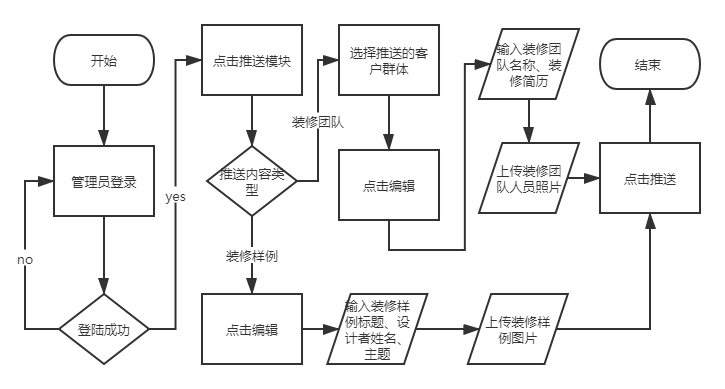 开始
管理员登录
登陆成功
no
yes
点击推送模块
推送内容类
型
装修团队
装修样例
选择推送的客
户群体
点击编辑
输入装修团
队名称、装
修简历
上传装修团
队人员照片
点击编辑
输入装修样
例标题、设
计者姓名、
主题
上传装修样
例图片
点击推送
结束